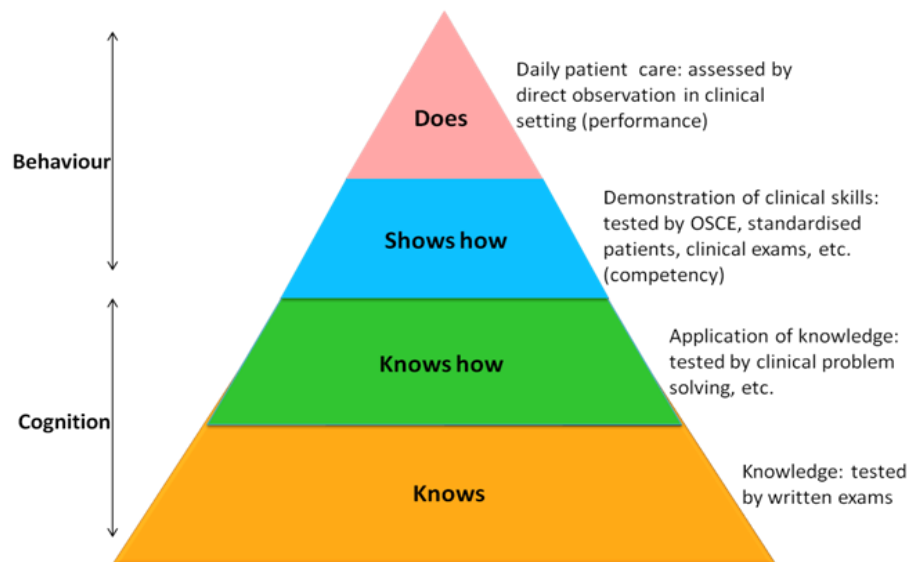 Does
Daily patient care: assessed by
direct observation in clinical
setting (performance)
Behaviour
Shows how
Demonstration of clinical skills:
tested by OSCE, standardised
patients, clinical exams, etc.
(competency)
Knows how
Application of knowledge:
tested by clinical problem
solving, etc.
Cognition
Knows
Knowledge: tested
by written exams